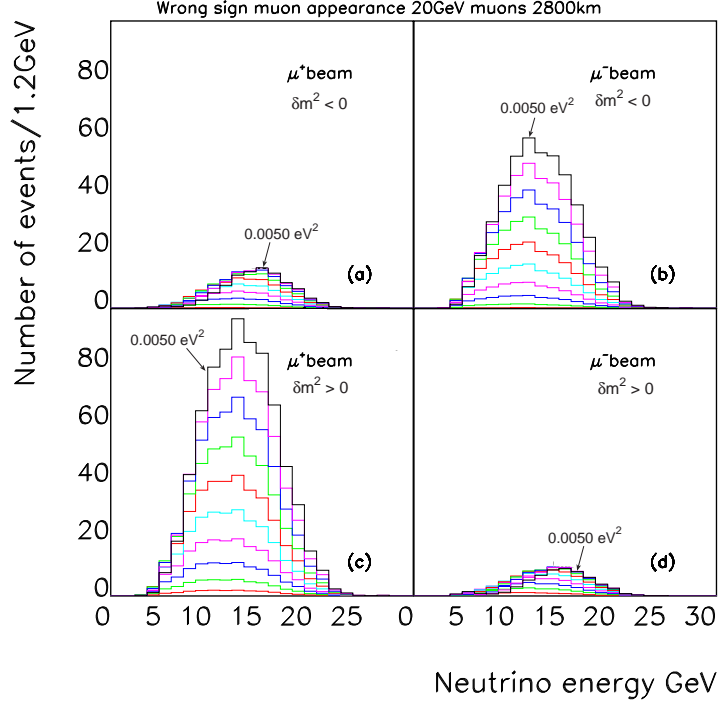 Wrong sign muon appearance 20GeV muons 2800km
Number of events/1.2GeV
80
60
40
20
0
μ⁺beam
δm² < 0
0.0050 eV²
(a)
μ⁻beam
0.0050 eV²
δm² < 0
(b)
80
60
40
20
0
0.0050 eV²
μ⁺beam
δm² > 0
(c)
μ⁻beam
δm² > 0
0.0050 eV²
(d)
0 5 10 15 20 25 0 5 10 15 20 25 30
Neutrino energy GeV